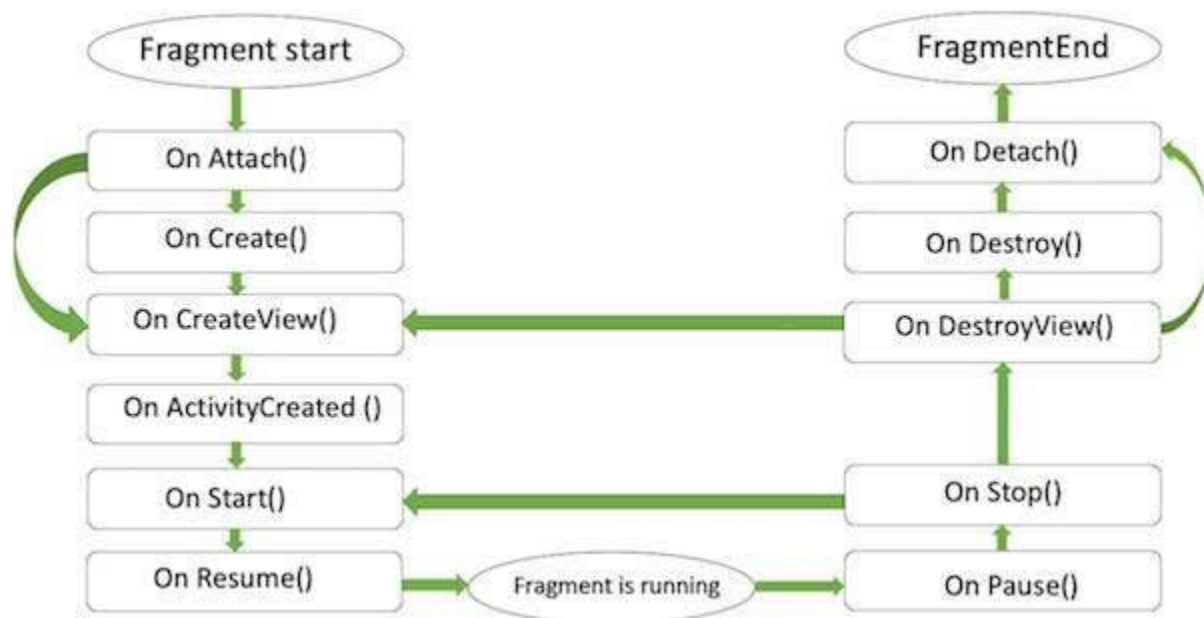 Fragment start
On Attach()
On Create()
On CreateView()
On ActivityCreated ()
On Start()
On Resume()
Fragment is running
On Pause()
On Stop()
On DestroyView()
On Destroy()
On Detach()
FragmentEnd